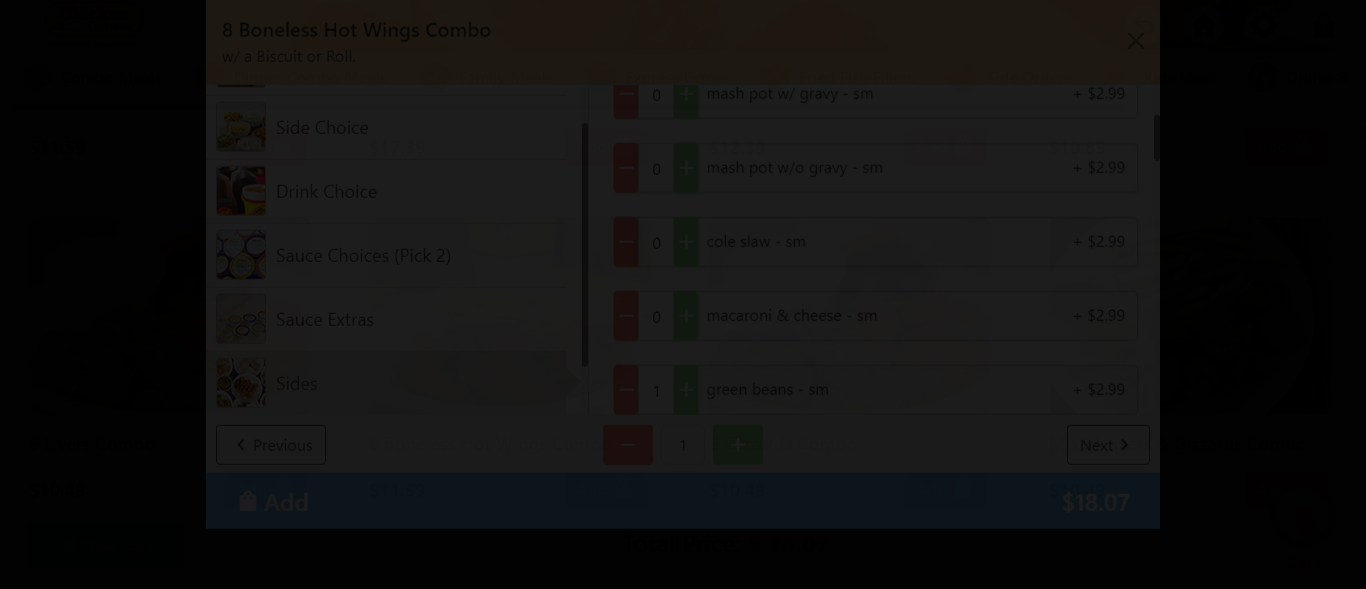 8 Boneless Hot Wings Combo
w/ a Biscuit or Roll.
Side Choice
Drink Choice
Sauce Choices (Pick 2)
Sauce Extras
Sides
0 mash pot w/ gravy - sm + $2.99
0 mash pot w/o gravy - sm + $2.99
0 cole slaw - sm + $2.99
0 macaroni & cheese - sm + $2.99
1 green beans - sm + $2.99
Previous
1
Next
Add
$18.07